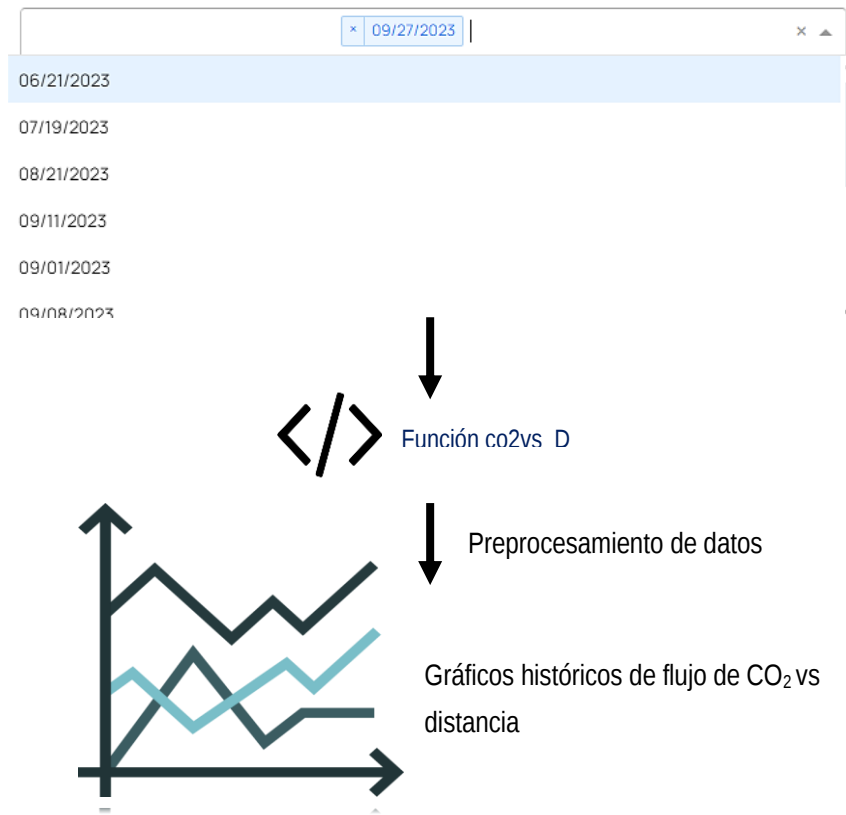 × 09/27/2023 ×
06/21/2023
07/19/2023
08/21/2023
09/11/2023
09/01/2023
09/08/2023
</> Función co2vs_D
Preprocesamiento de datos
Gráficos históricos de flujo de CO₂ vs
distancia